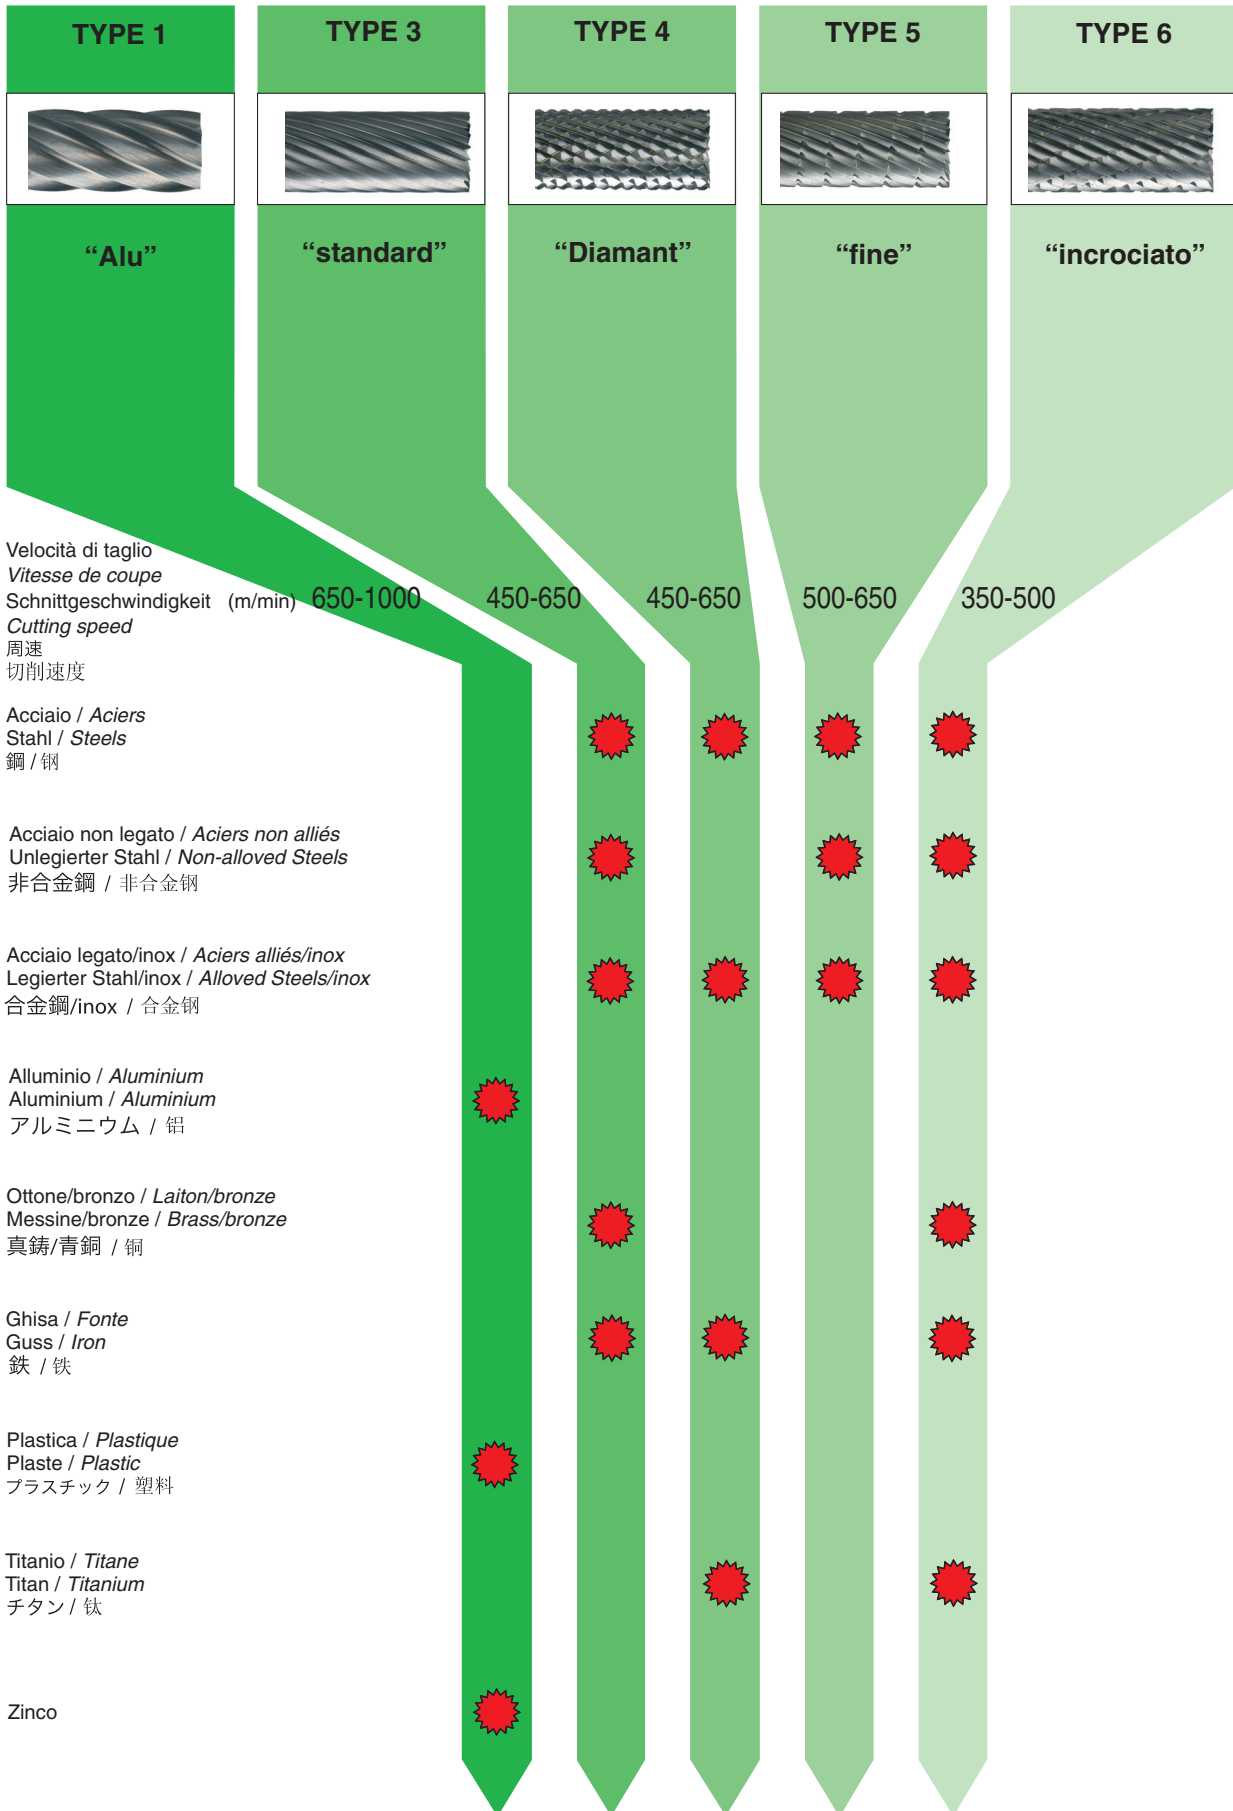 TYPE 1
TYPE 3
TYPE 4
TYPE 5
TYPE 6
“Alu”
“standard”
“Diamant”
“fine”
“incrociato”
Velocità di taglio
Vitesse de coupe
Schnittgeschwindigkeit (m/min) 650-1000 450-650 450-650 500-650 350-500
Cutting speed
周速
切削速度
Acciaio / Aciers
Stahl / Steels
鋼 / 钢
Acciaio non legato / Aciers non alliés
Unlegierter Stahl / Non-alloved Steels
非合金鋼 / 非合金钢
Acciaio legato/inox / Aciers alliés/inox
Legierter Stahl/inox / Alloved Steels/inox
合金鋼/inox / 合金钢
Alluminio / Aluminium
Aluminium / Aluminium
アルミニウム / 铝
Ottone/bronzo / Laiton/bronze
Messine/bronze / Brass/bronze
真鋳/青銅 / 铜
Ghisa / Fonte
Guss / Iron
鉄 / 铁
Plastica / Plastique
Plaste / Plastic
プラスチック / 塑料
Titanio / Titane
Titan / Titanium
チタン / 钛
Zinco